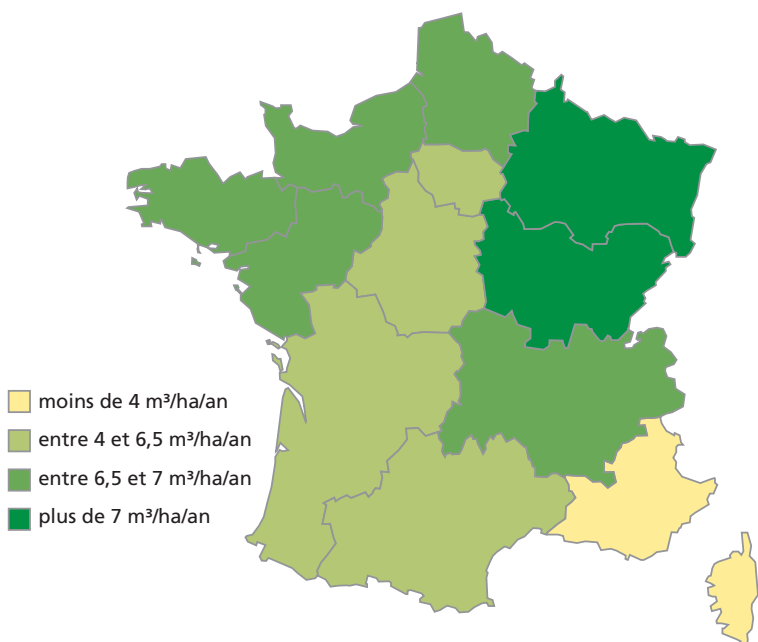 moins de 4 m³/ha/an
entre 4 et 6,5 m³/ha/an
entre 6,5 et 7 m³/ha/an
plus de 7 m³/ha/an